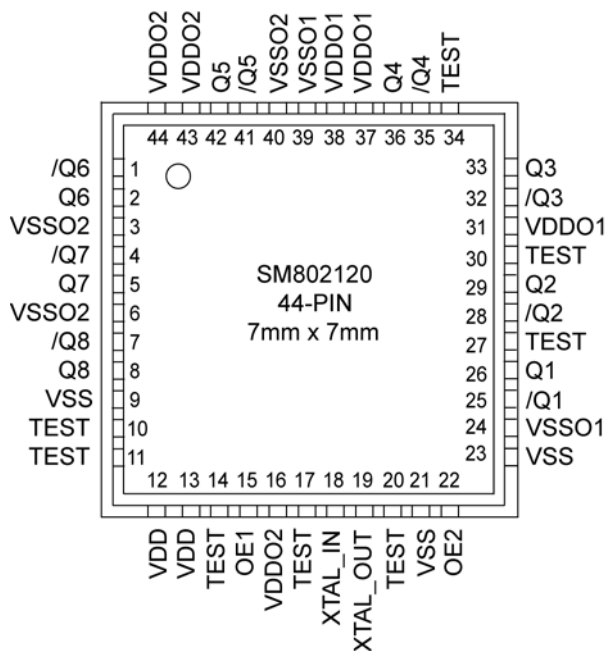 VDDO2
VDDO2
Q5
/Q5
VSSO2
VSSO1
VDDO1
VDDO1
Q4
/Q4
TEST
44 43 42 41 40 39 38 37 36 35 34
/Q6 1
Q6 2
VSSO2 3
/Q7 4
Q7 5
VSSO2 6
/Q8 7
Q8 8
VSS 9
TEST 10
TEST 11
SM802120
44-PIN
7mm x 7mm
33 Q3
32 /Q3
31 VDDO1
30 TEST
29 Q2
28 /Q2
27 TEST
26 Q1
25 /Q1
24 VSSO1
23 VSS
12 13 14 15 16 17 18 19 20 21 22
VDD
VDD
TEST
OE1
VDDO2
TEST
XTAL_IN
XTAL_OUT
TEST
VSS
OE2